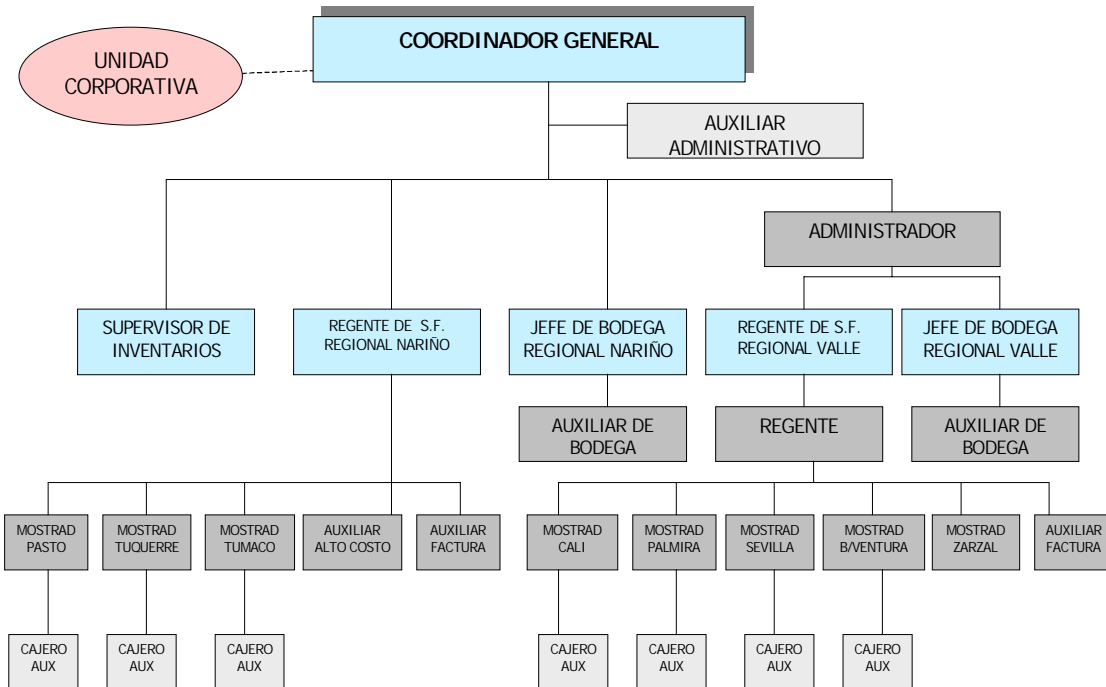 COORDINADOR GENERAL
UNIDAD
CORPORATIVA
AUXILIAR
ADMINISTRATIVO
ADMINISTRADOR
SUPERVISOR DE
INVENTARIOS
REGENTE DE S.F.
REGIONAL NARIÑO
JEFE DE BODEGA
REGIONAL NARIÑO
REGENTE DE S.F.
REGIONAL VALLE
JEFE DE BODEGA
REGIONAL VALLE
AUXILIAR DE
BODEGA
REGENTE
AUXILIAR DE
BODEGA
MOSTRAD
PASTO
MOSTRAD
TUQUERRE
MOSTRAD
TUMACO
AUXILIAR
ALTO COSTO
AUXILIAR
FACTURA
MOSTRAD
CALI
MOSTRAD
PALMIRA
MOSTRAD
SEVILLA
MOSTRAD
B/VENTURA
MOSTRAD
ZARZAL
AUXILIAR
FACTURA
CAJERO
AUX
CAJERO
AUX
CAJERO
AUX
CAJERO
AUX
CAJERO
AUX
CAJERO
AUX
CAJERO
AUX